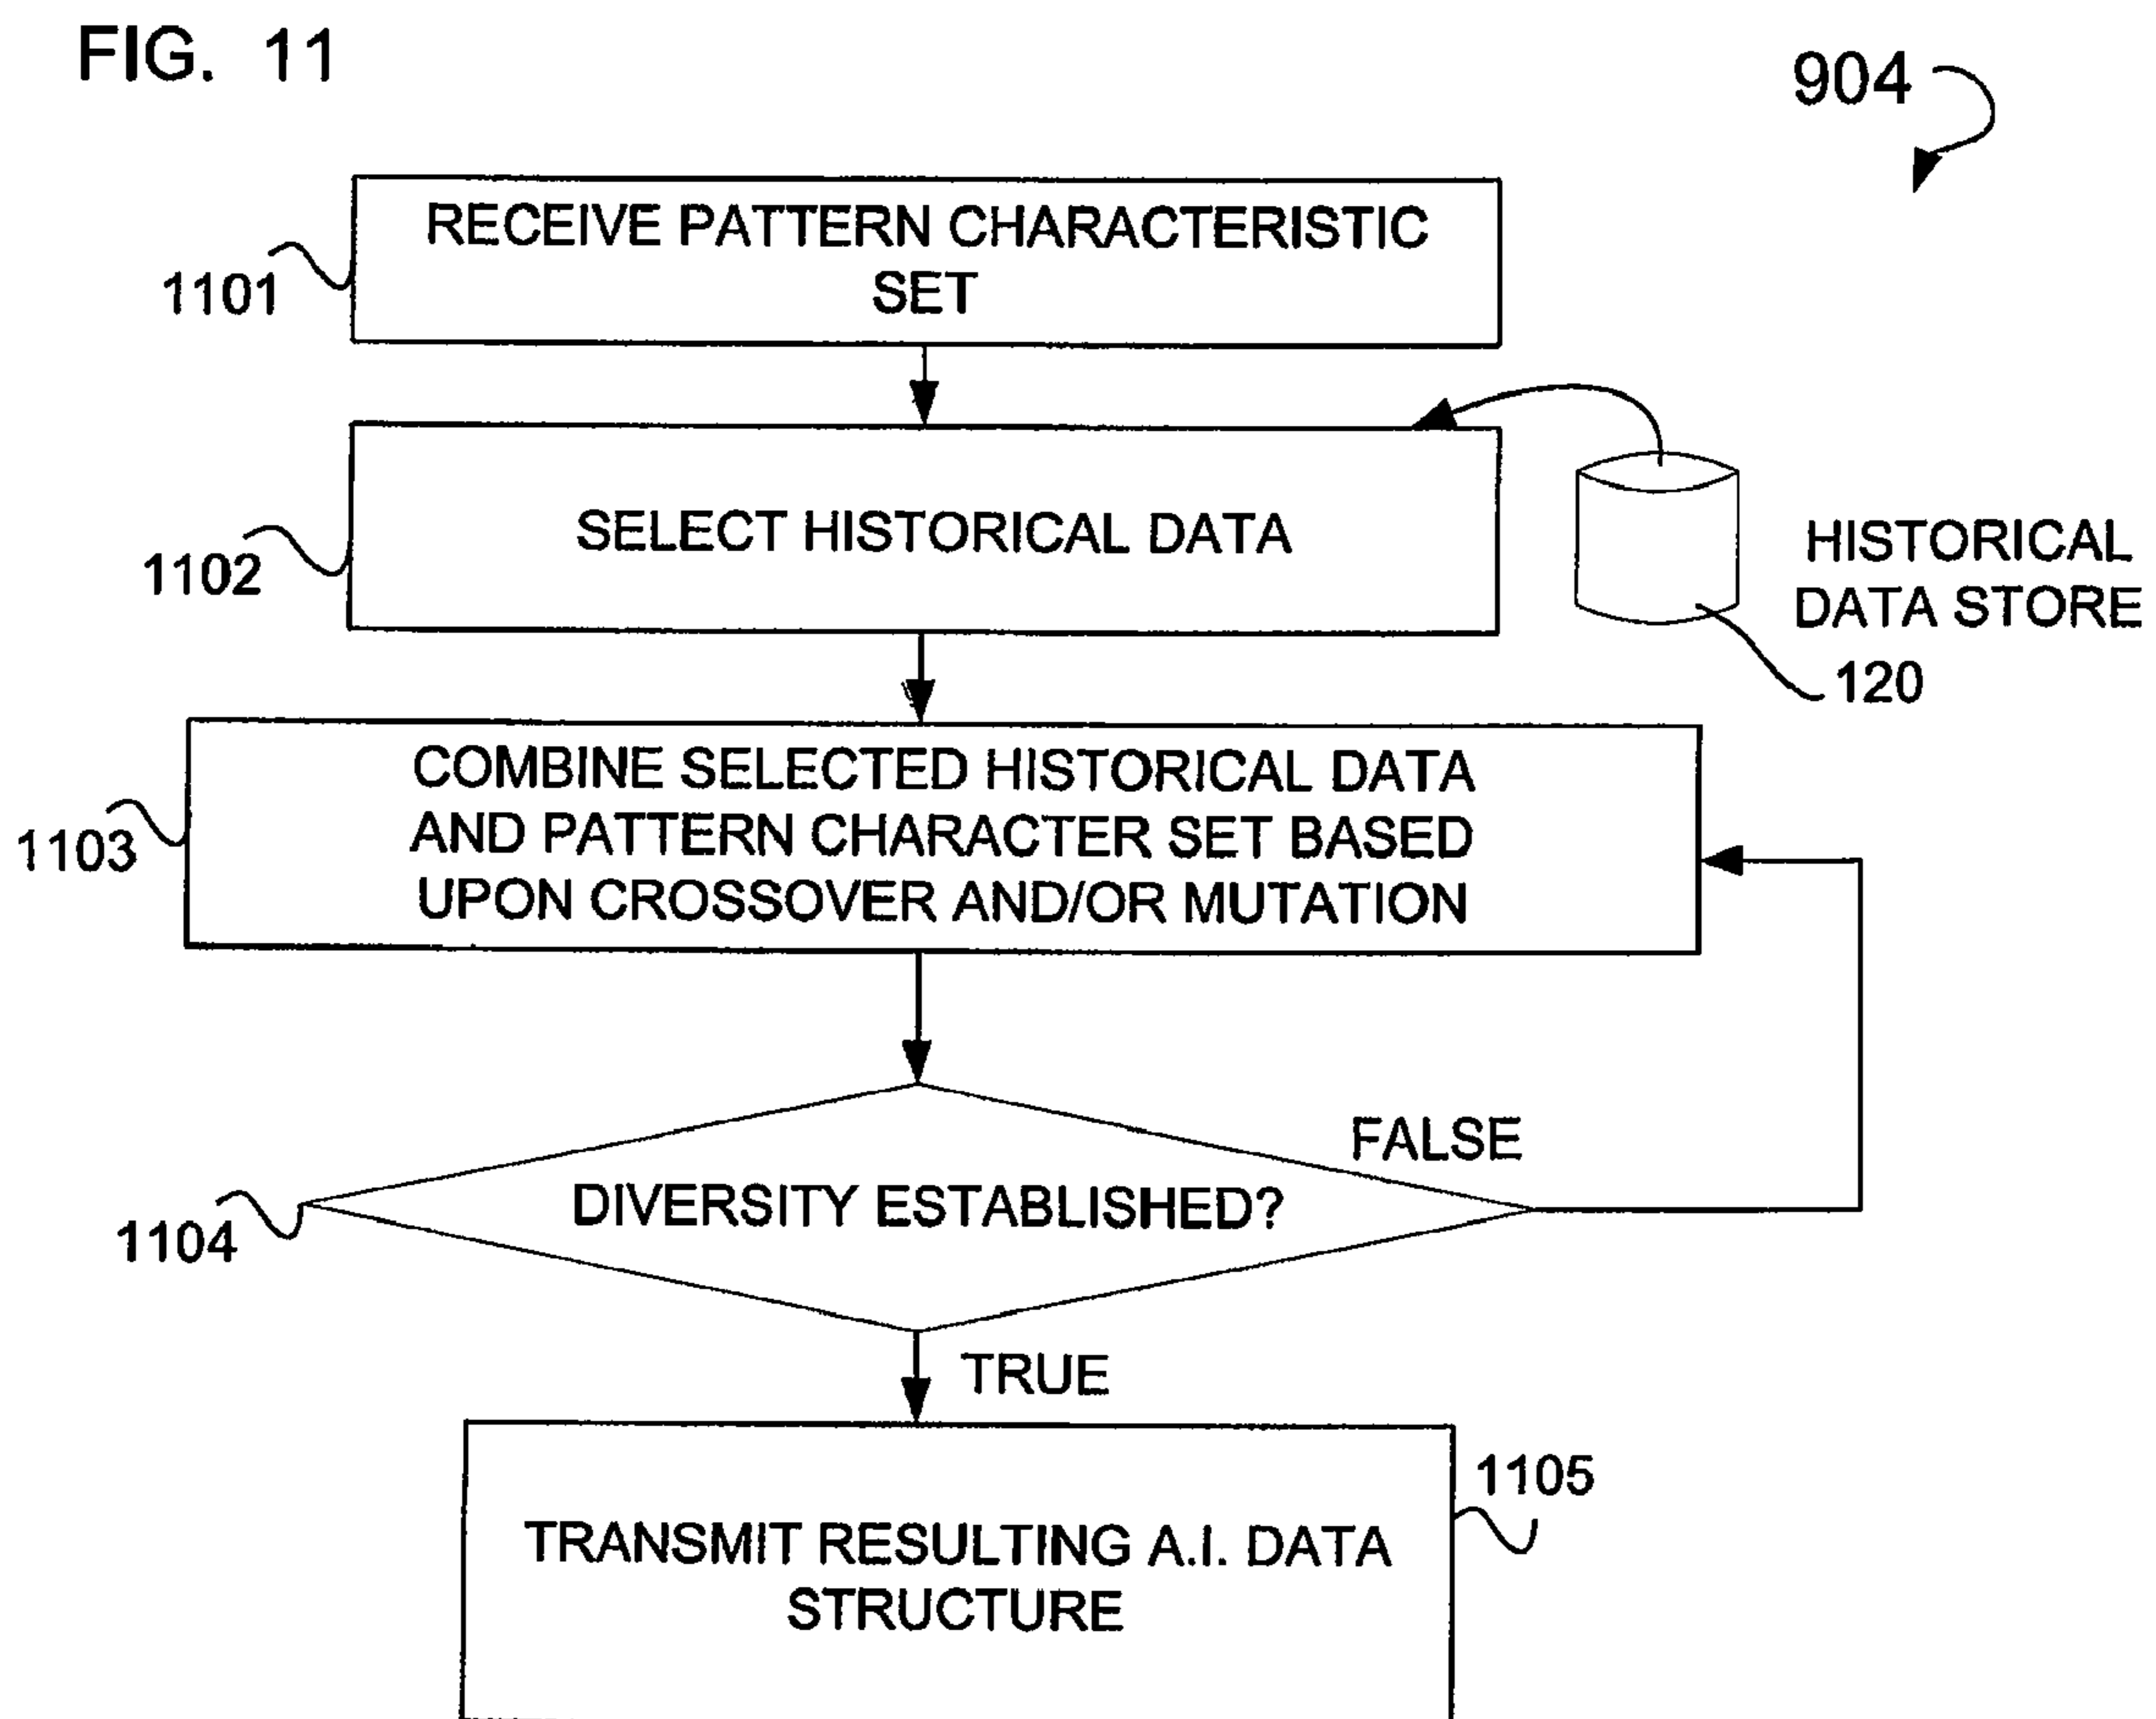 FIG. 11
904
RECEIVE PATTERN CHARACTERISTIC
SET
1101
SELECT HISTORICAL DATA
1102
HISTORICAL
DATA STORE
120
COMBINE SELECTED HISTORICAL DATA
AND PATTERN CHARACTER SET BASED
UPON CROSSOVER AND/OR MUTATION
1103
FALSE
DIVERSITY ESTABLISHED?
1104
TRUE
1105
TRANSMIT RESULTING A.I. DATA
STRUCTURE